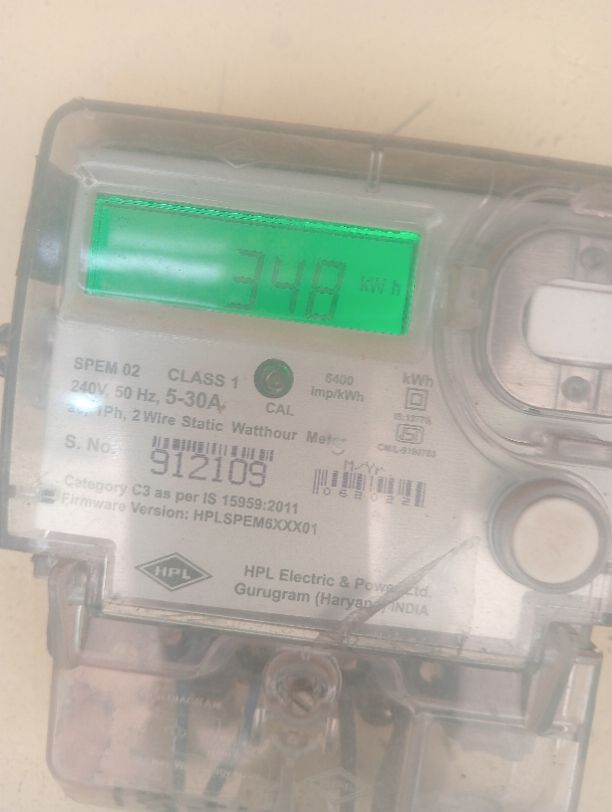 348 kWh
SPEM 02 CLASS 1 6400 imp/kWh kWh
240V, 50 Hz, 5-30A CAL
1Ph, 2 Wire Static Watthour Meter
S. No. 912109 M/Yr
Category C3 as per IS 15959:2011
Firmware Version: HPLSPEM6XXX01
HPL
HPL Electric & Power Ltd.
Gurugram (Haryana) INDIA